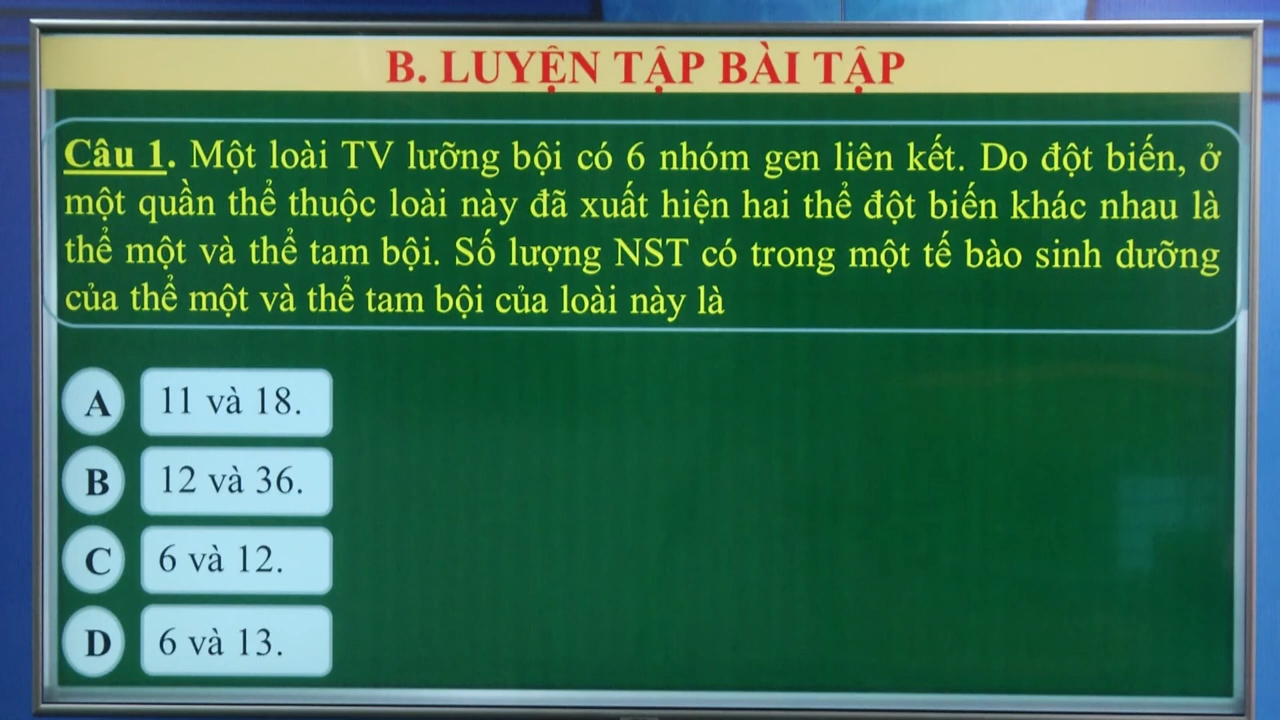 B. LUYỆN TẬP BÀI TẬP
Câu 1. Một loài TV lưỡng bội có 6 nhóm gen liên kết. Do đột biến, ở
một quần thể thuộc loài này đã xuất hiện hai thể đột biến khác nhau là
thể một và thể tam bội. Số lượng NST có trong một tế bào sinh dưỡng
của thể một và thể tam bội của loài này là
A 11 và 18.
B 12 và 36.
C 6 và 12.
D 6 và 13.